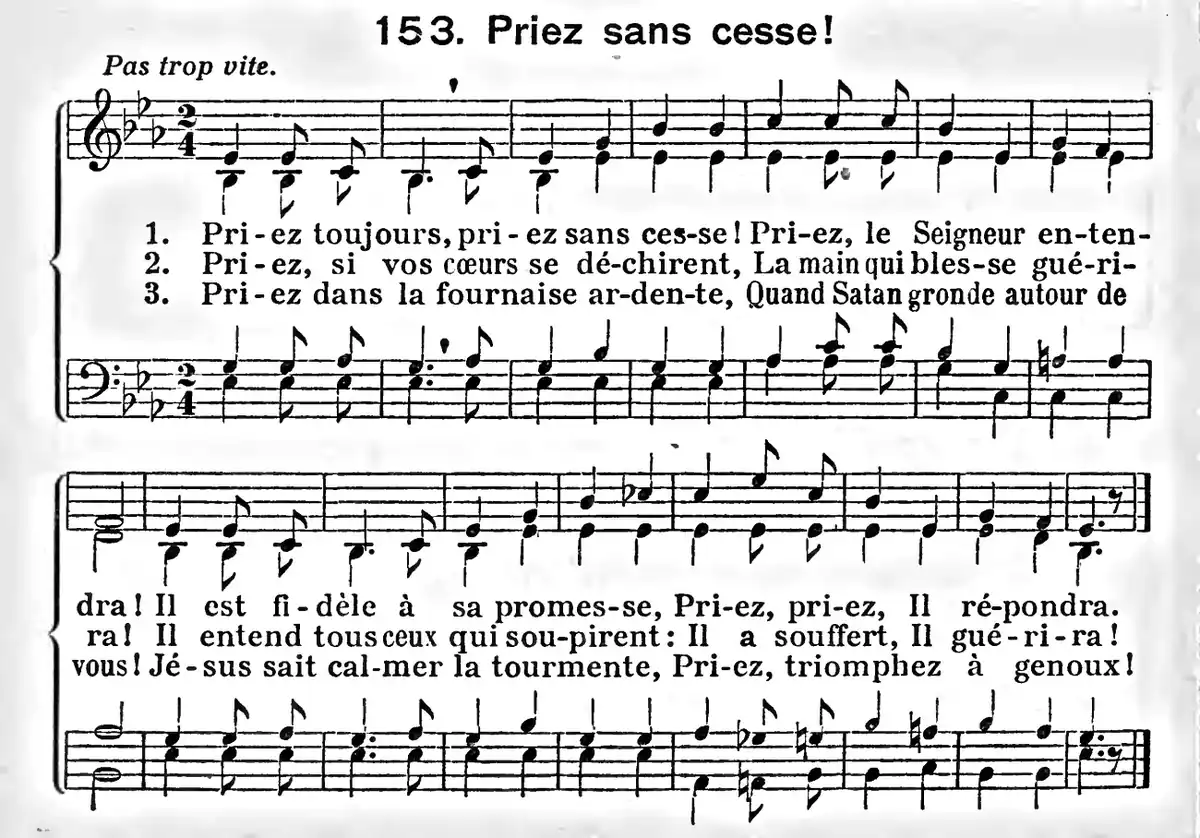 153. Priez sans cesse!
Pas trop vite.
2
4
1. Pri-ez toujours, pri-ez sans ces-se! Pri-ez, le Seigneur en-ten-
2. Pri-ez, si vos cœurs se dé-chirent, La main qui bles-se gué-ri-
3. Pri-ez dans la fournaise ar-den-te, Quand Satan gronde autour de
2
4
dra! Il est fi-dèle à sa promes-se, Pri-ez, pri-ez, Il ré-pondra.
ra! Il entend tous ceux qui sou-pirent: Il a souffert, Il gué-ri-ra!
vous! Jé-sus sait cal-mer la tourmente, Pri-ez, triomphez à genoux!